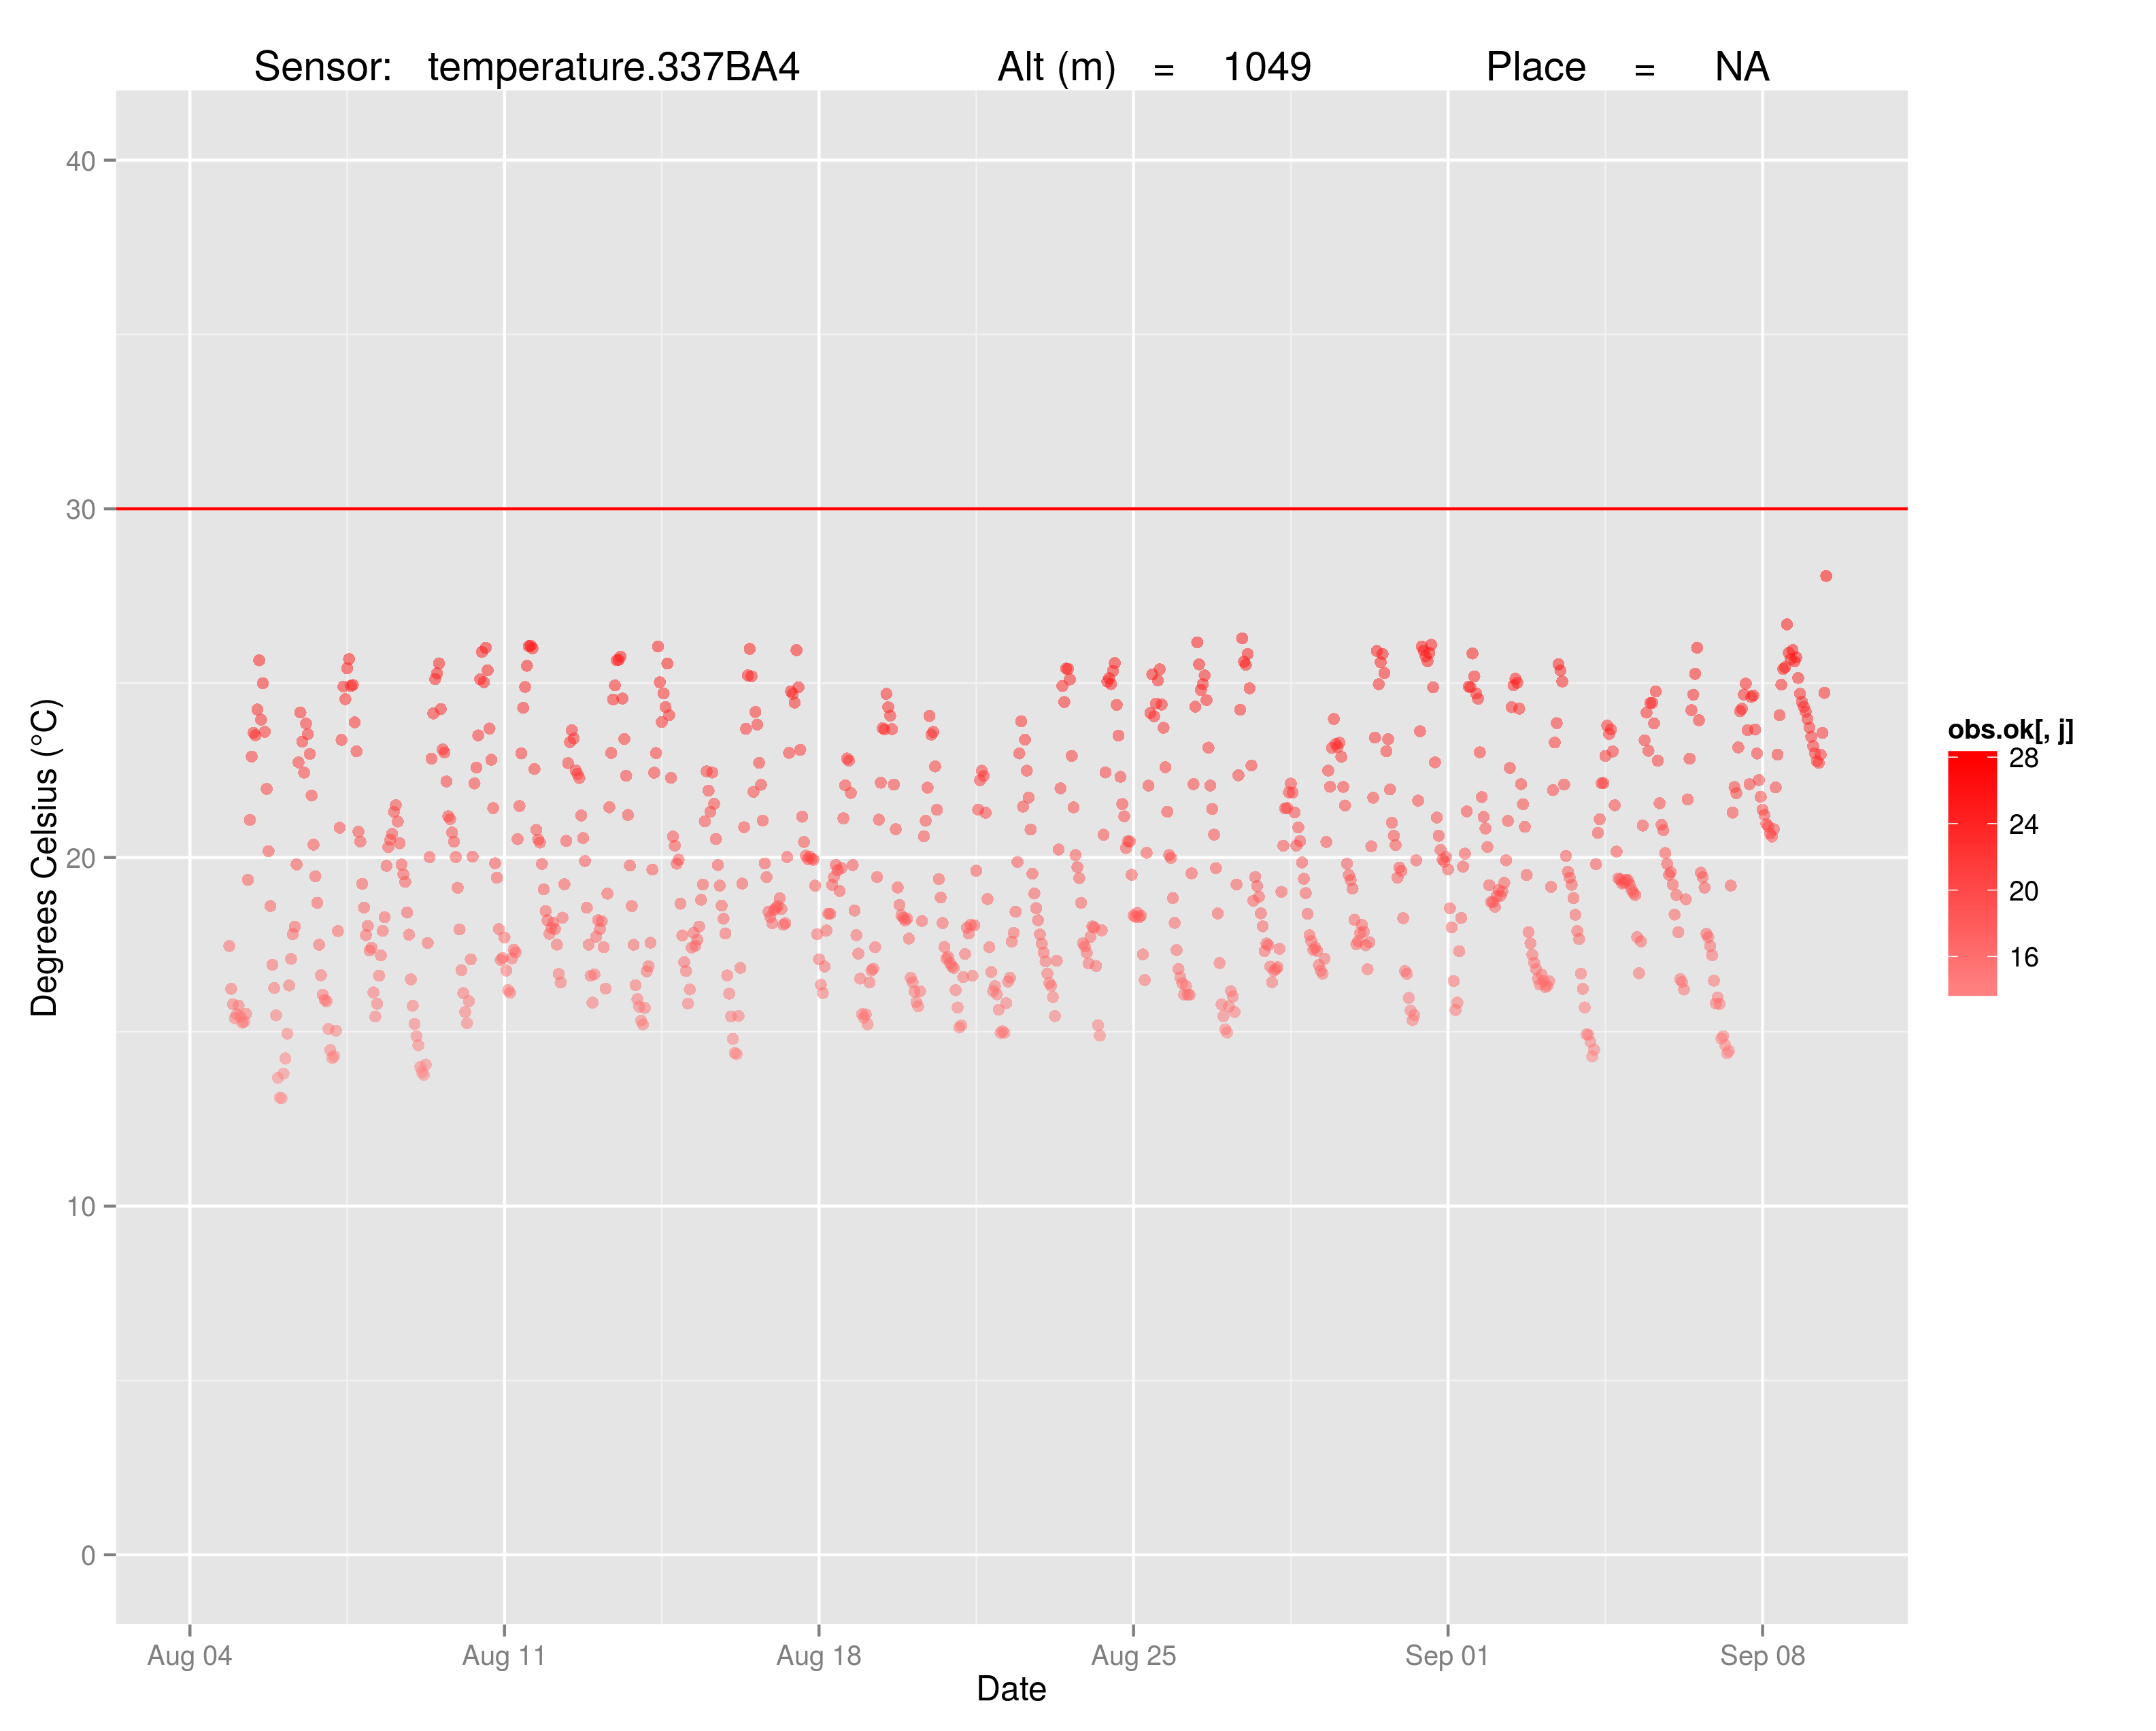 Sensor: temperature.337BA4 Alt (m) = 1049 Place = NA
40
30
20
10
0
Degrees Celsius (°C)
Aug 04 Aug 11 Aug 18 Aug 25 Sep 01 Sep 08
Date
obs.ok[, j]
28
24
20
16